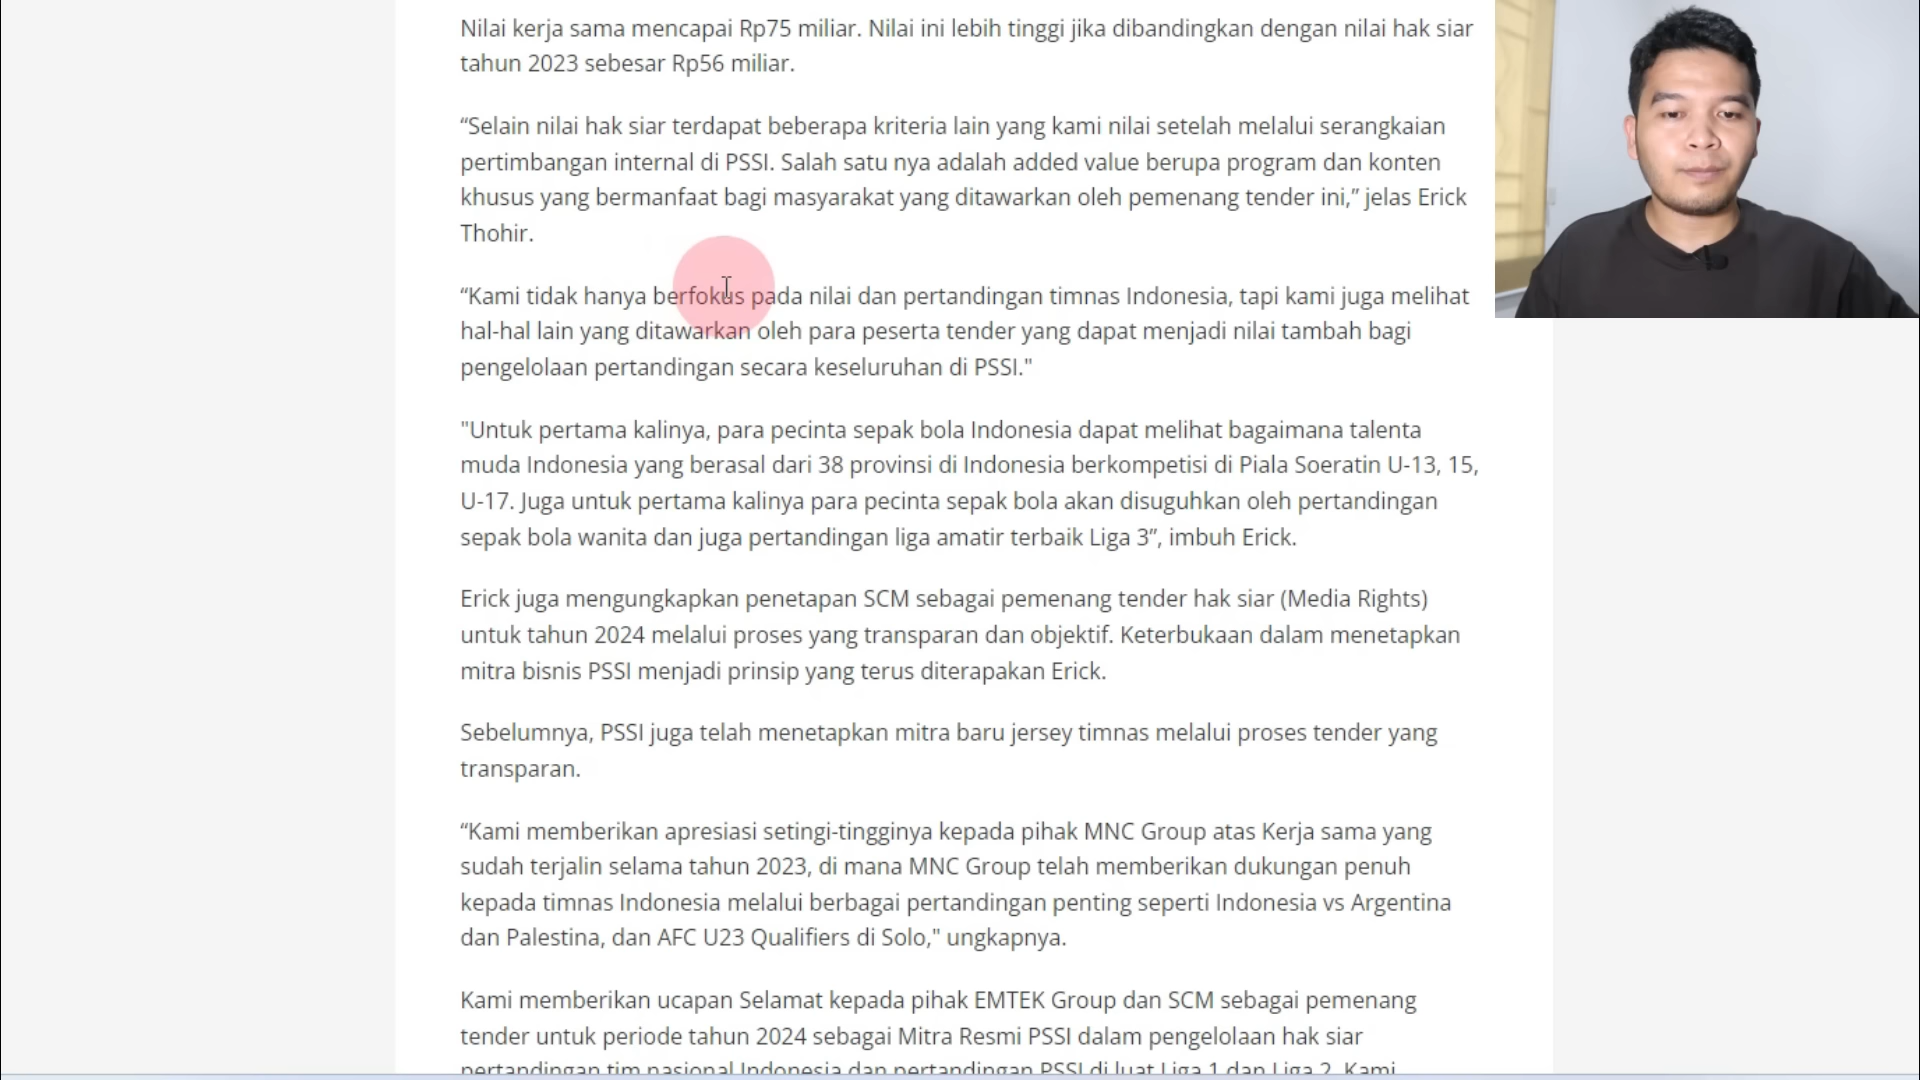 Nilai kerja sama mencapai Rp75 miliar. Nilai ini lebih tinggi jika dibandingkan dengan nilai hak siar
tahun 2023 sebesar Rp56 miliar.
“Selain nilai hak siar terdapat beberapa kriteria lain yang kami nilai setelah melalui serangkaian
pertimbangan internal di PSSI. Salah satu nya adalah added value berupa program dan konten
khusus yang bermanfaat bagi masyarakat yang ditawarkan oleh pemenang tender ini,” jelas Erick
Thohir.
“Kami tidak hanya berfokus pada nilai dan pertandingan timnas Indonesia, tapi kami juga melihat
hal-hal lain yang ditawarkan oleh para peserta tender yang dapat menjadi nilai tambah bagi
pengelolaan pertandingan secara keseluruhan di PSSI."
"Untuk pertama kalinya, para pecinta sepak bola Indonesia dapat melihat bagaimana talenta
muda Indonesia yang berasal dari 38 provinsi di Indonesia berkompetisi di Piala Soeratin U-13, 15,
U-17. Juga untuk pertama kalinya para pecinta sepak bola akan disuguhkan oleh pertandingan
sepak bola wanita dan juga pertandingan liga amatir terbaik Liga 3”, imbuh Erick.
Erick juga mengungkapkan penetapan SCM sebagai pemenang tender hak siar (Media Rights)
untuk tahun 2024 melalui proses yang transparan dan objektif. Keterbukaan dalam menetapkan
mitra bisnis PSSI menjadi prinsip yang terus diterapakan Erick.
Sebelumnya, PSSI juga telah menetapkan mitra baru jersey timnas melalui proses tender yang
transparan.
“Kami memberikan apresiasi setingi-tingginya kepada pihak MNC Group atas Kerja sama yang
sudah terjalin selama tahun 2023, di mana MNC Group telah memberikan dukungan penuh
kepada timnas Indonesia melalui berbagai pertandingan penting seperti Indonesia vs Argentina
dan Palestina, dan AFC U23 Qualifiers di Solo," ungkapnya.
Kami memberikan ucapan Selamat kepada pihak EMTEK Group dan SCM sebagai pemenang
tender untuk periode tahun 2024 sebagai Mitra Resmi PSSI dalam pengelolaan hak siar
pertandingan tim nasional Indonesia dan pertandingan PSSI di luat Liga 1 dan Liga 2. Kami